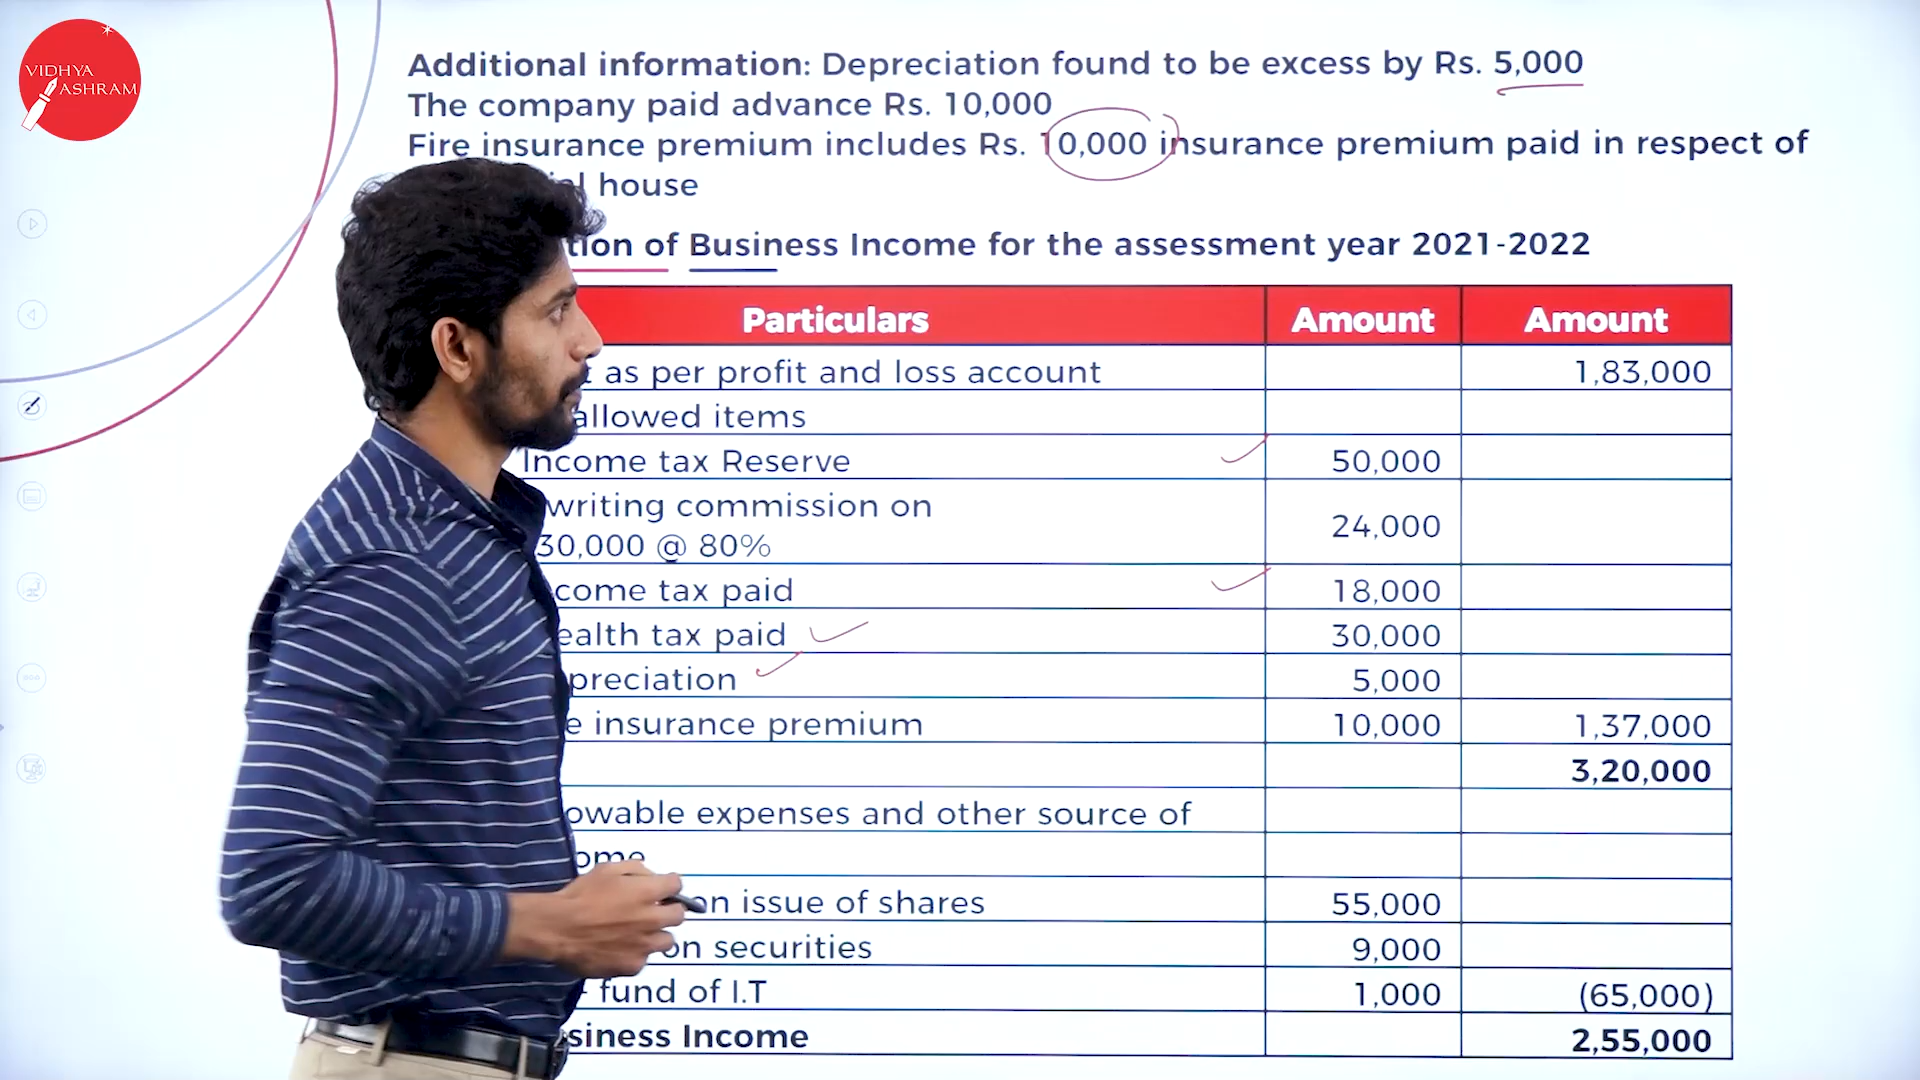 VIDHYA
ASHRAM
Additional information: Depreciation found to be excess by Rs. 5,000
The company paid advance Rs. 10,000
Fire insurance premium includes Rs. 10,000 insurance premium paid in respect of
house
of Business Income for the assessment year 2021-2022
Particulars Amount Amount
as per profit and loss account 1,83,000
allowed items
Income tax Reserve 50,000
writing commission on
30,000 @ 80% 24,000
come tax paid 18,000
ealth tax paid 30,000
preciation 5,000
e insurance premium 10,000 1,37,000
3,20,000
owable expenses and other source of
ome
on issue of shares 55,000
on securities 9,000
fund of I.T 1,000 (65,000)
siness Income 2,55,000